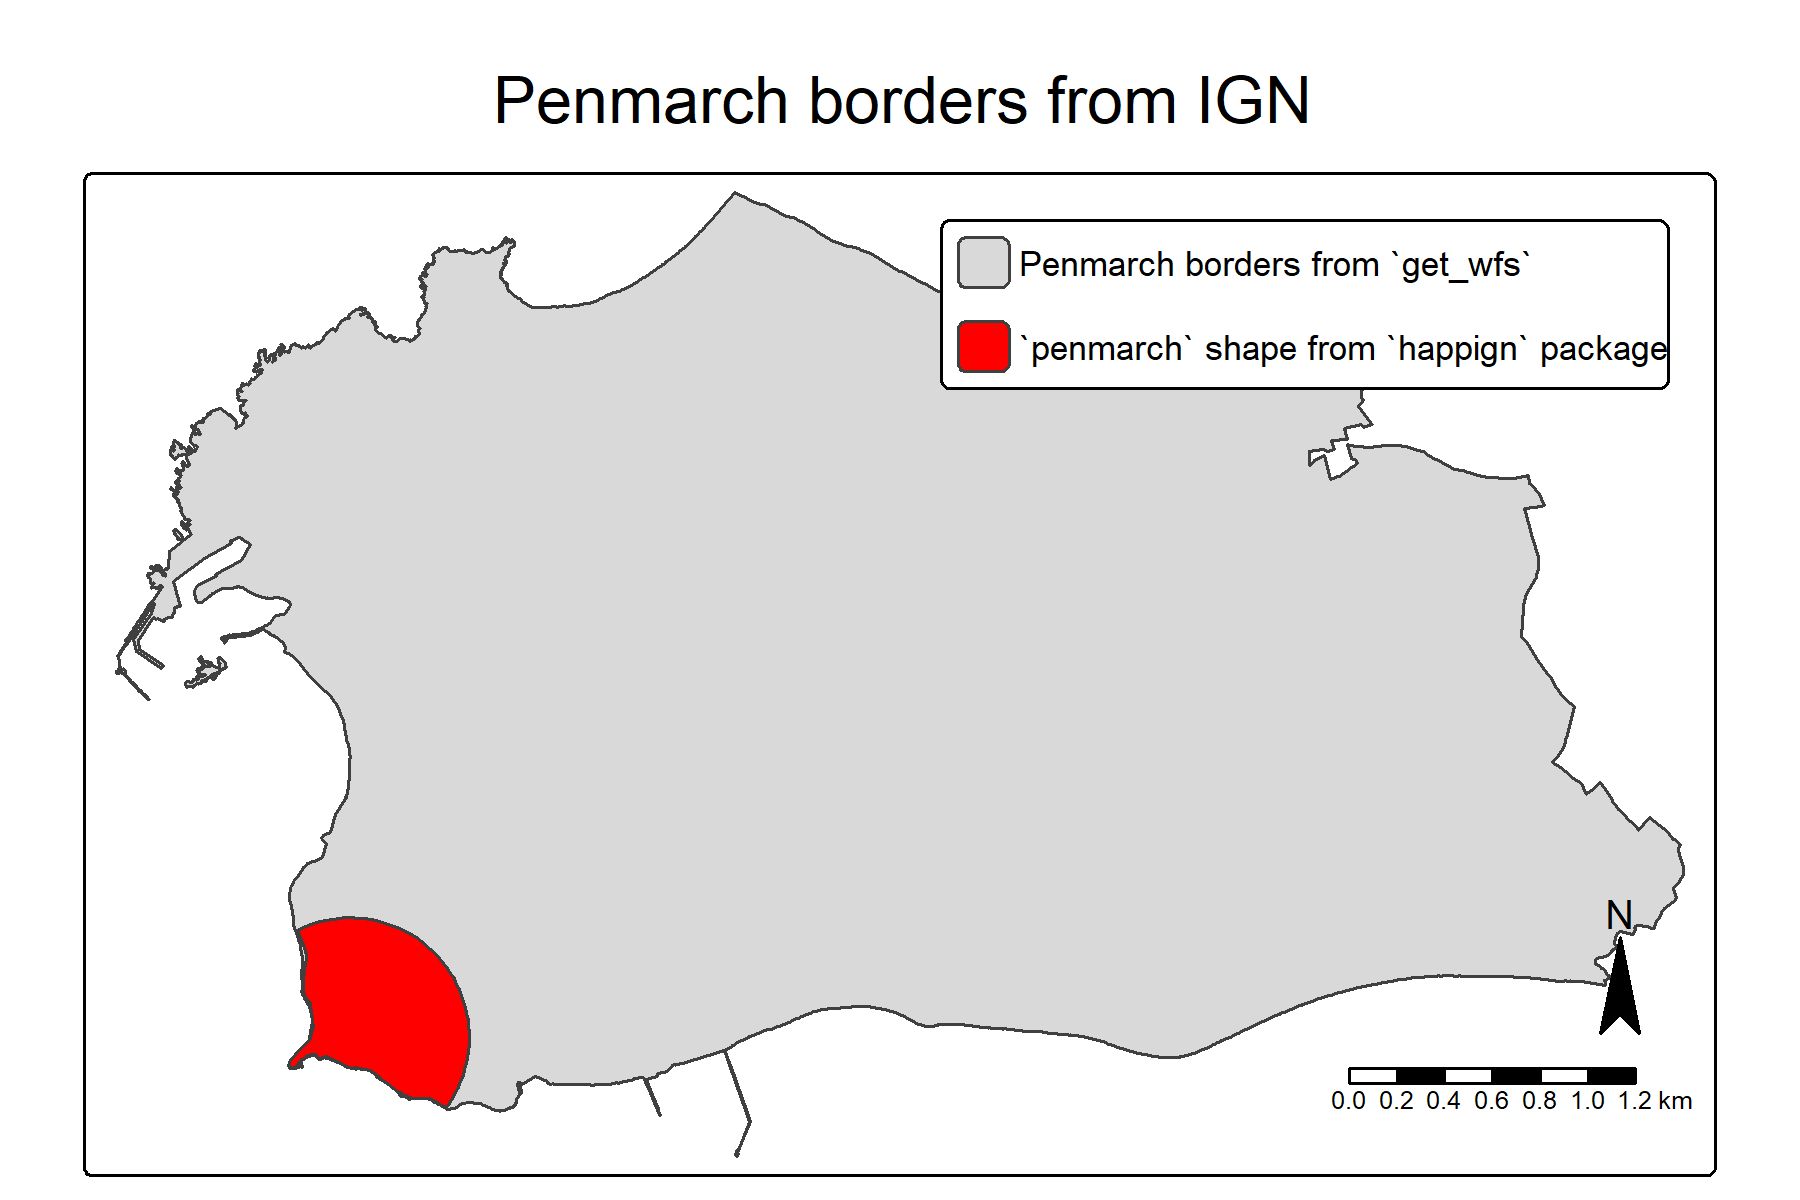 Penmarch borders from IGN
Penmarch borders from `get_wfs`
`penmarch` shape from `happign` package
N
0.0 0.2 0.4 0.6 0.8 1.0 1.2 km